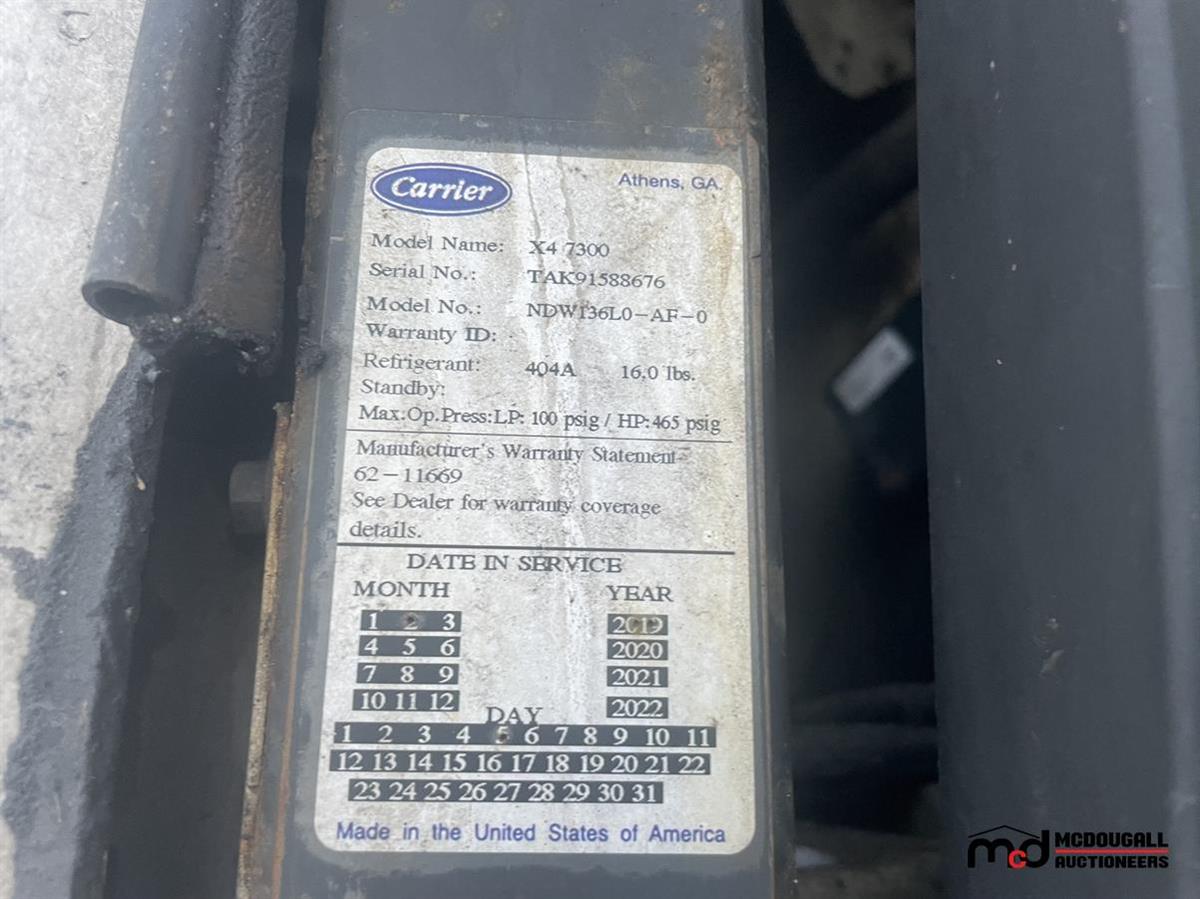 Carrier
Athens, GA.
Model Name: X4 7300
Serial No.: TAK91588676
Model No.: NDW136L0-AF-0
Warranty ID:
Refrigerant: 404A 16.0 lbs.
Standby:
Max.Op.Press:LP: 100 psig / HP:465 psig
Manufacturer's Warranty Statement
62-11669
See Dealer for warranty coverage
details.
DATE IN SERVICE
MONTH YEAR
1 2 3 2019
4 5 6 2020
7 8 9 2021
10 11 12 2022
DAY
1 2 3 4 5 6 7 8 9 10 11
12 13 14 15 16 17 18 19 20 21 22
23 24 25 26 27 28 29 30 31
Made in the United States of America
mcd MCDOUGALL
AUCTIONEERS